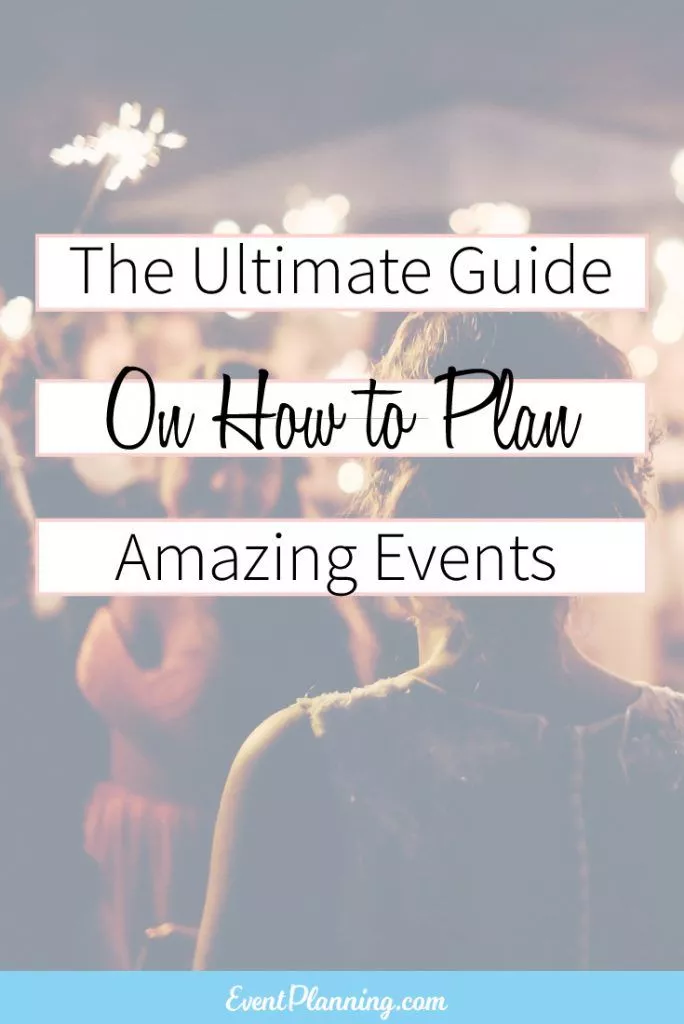 The Ultimate Guide
On How to Plan
Amazing Events
EventPlanning.com